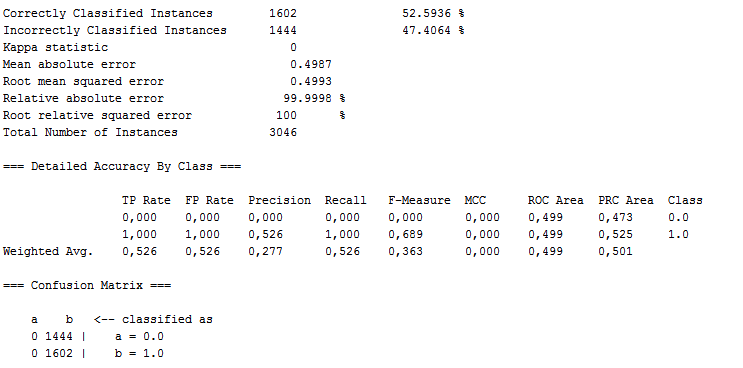 Correctly Classified Instances        1602               52.5936 %
Incorrectly Classified Instances      1444               47.4064 %
Kappa statistic                          0
Mean absolute error                      0.4987
Root mean squared error                  0.4993
Relative absolute error                 99.9998 %
Root relative squared error            100      %
Total Number of Instances             3046
=== Detailed Accuracy By Class ===
TP Rate  FP Rate  Precision  Recall   F-Measure  MCC      ROC Area  PRC Area  Class
0,000    0,000    0,000      0,000    0,000      0,000    0,499     0,473     0.0
1,000    1,000    0,526      1,000    0,689      0,000    0,499     0,525     1.0
Weighted Avg.    0,526    0,526    0,277      0,526    0,363      0,000    0,499     0,501
=== Confusion Matrix ===
a    b   <-- classified as
0 1444 |    a = 0.0
0 1602 |    b = 1.0